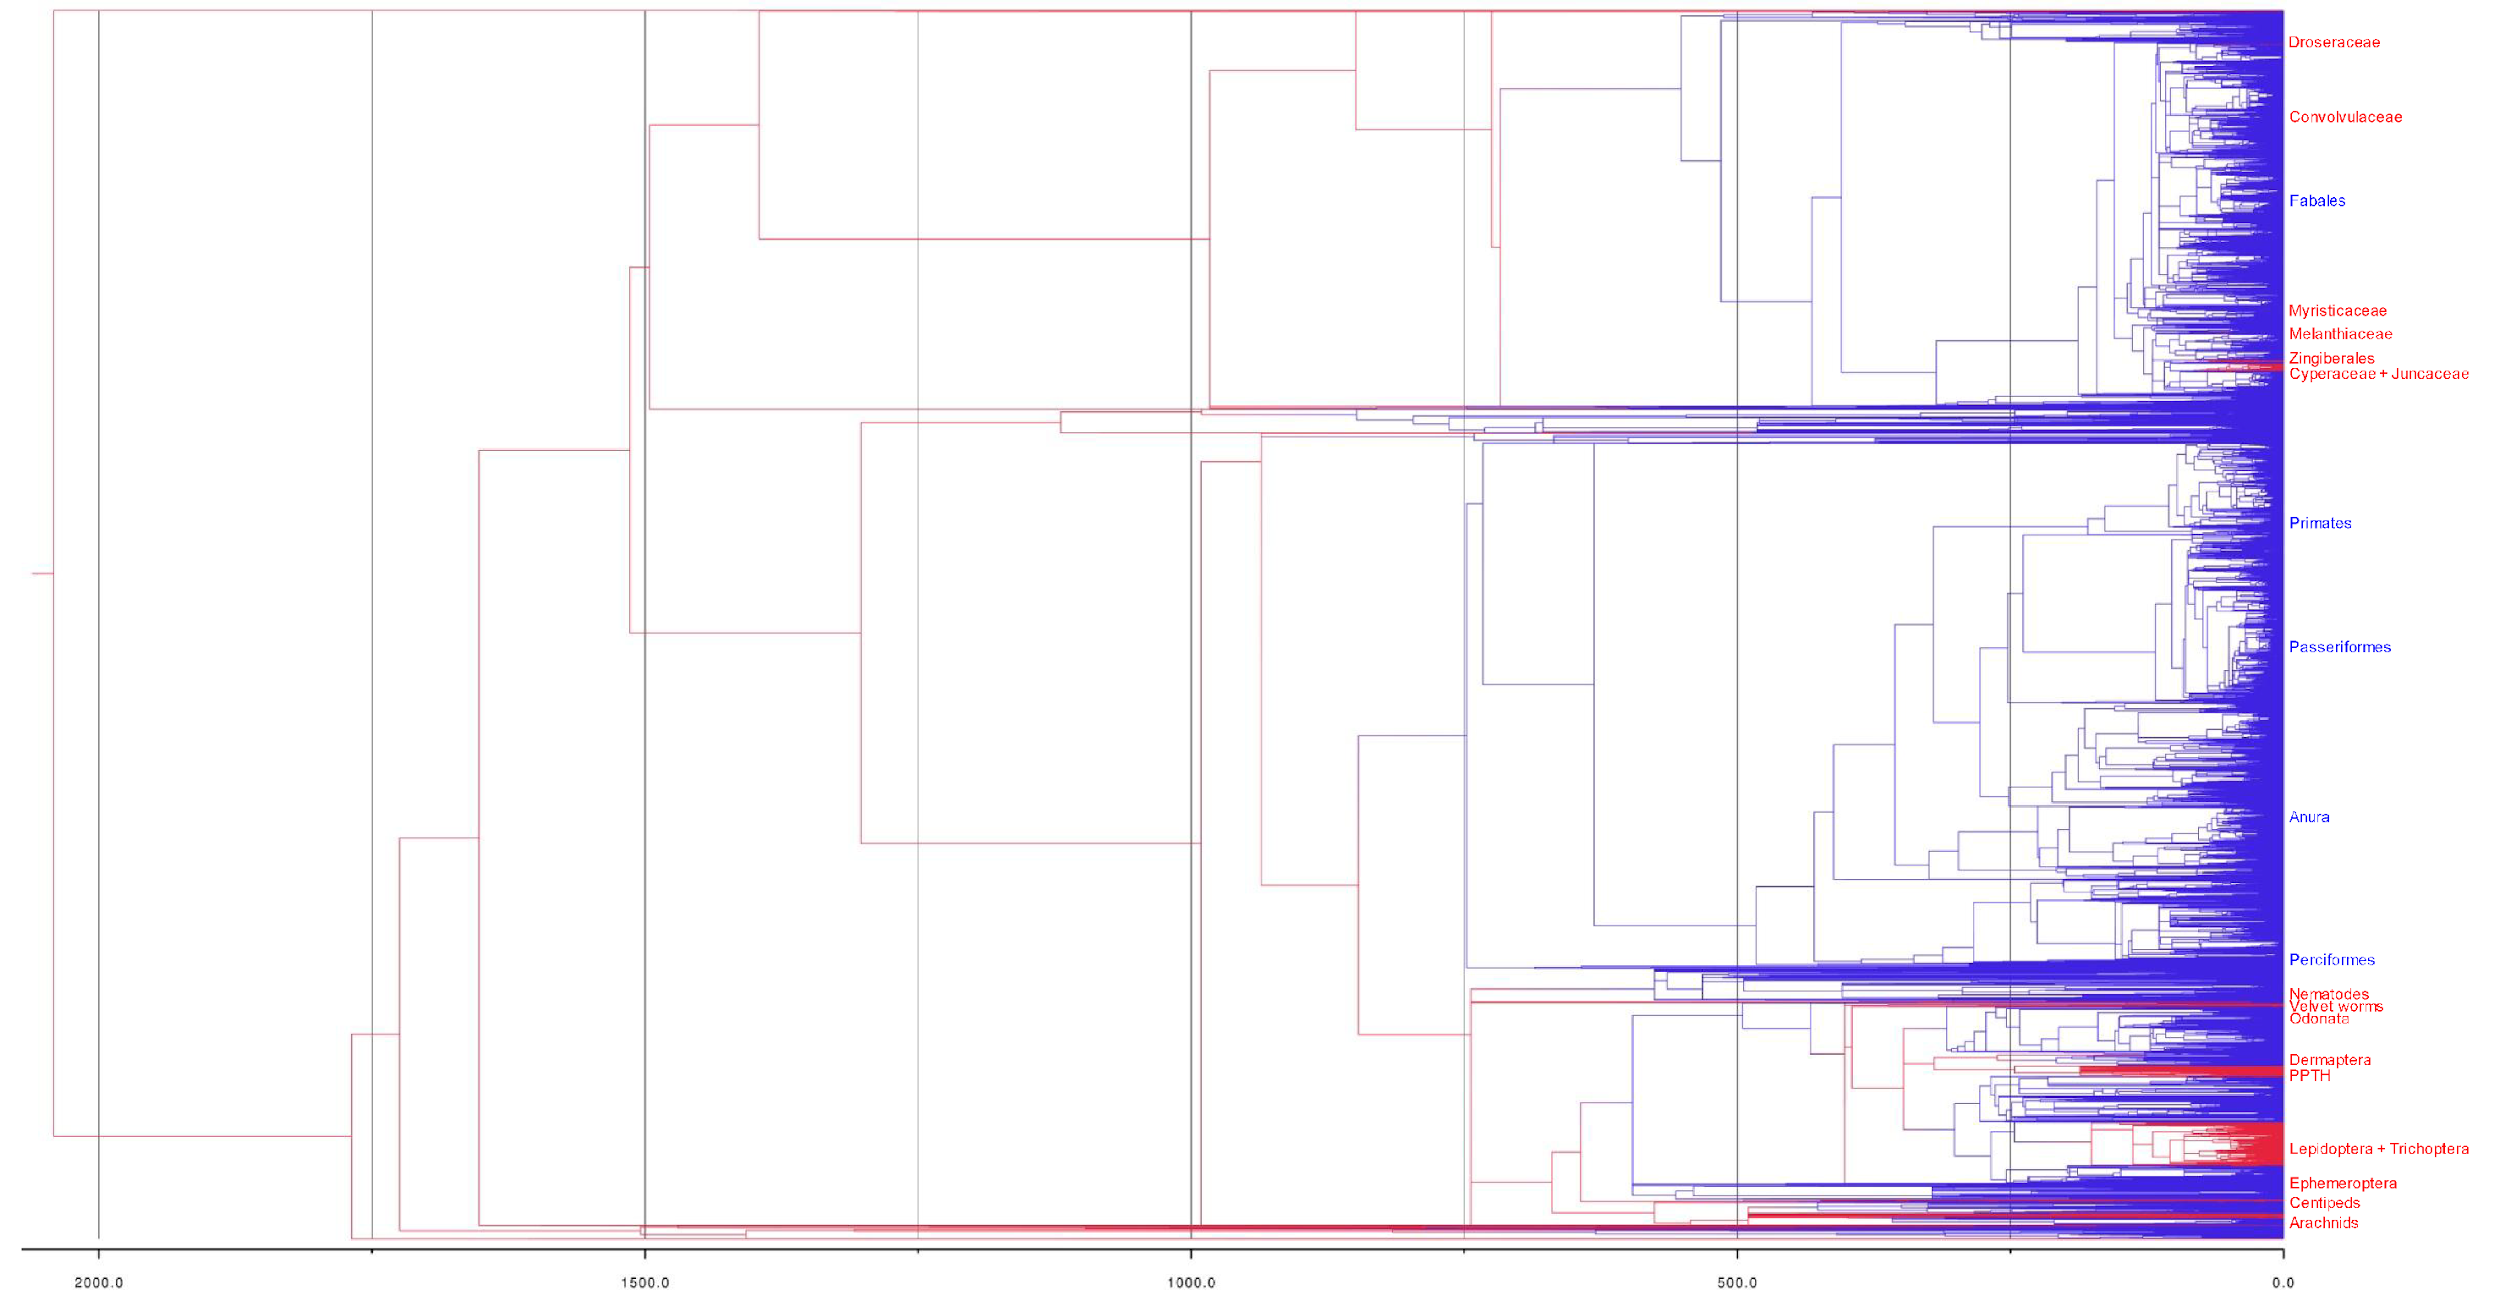 Droseraceae
Convolvulaceae
Fabales
Myristicaceae
Melanthiaceae
Zingiberales
Cyperaceae + Juncaceae
Primates
Passeriformes
Anura
Perciformes
Nematodes
Velvet worms
Odonata
Dermaptera
PPTH
Lepidoptera + Trichoptera
Ephemeroptera
Centipeds
Arachnids
2000.0 1500.0 1000.0 500.0 0.0